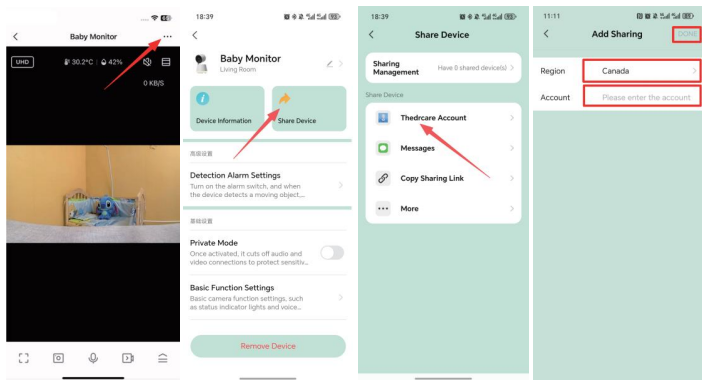 Baby Monitor
UHD
30.2°C 42%
0 KB/S
18:39
Baby Monitor
Living Room
Device Information
Share Device
高级设置
Detection Alarm Settings
Turn on the alarm switch, and when
the device detects a moving object,...
基础设置
Private Mode
Once activated, it cuts off audio and
video connections to protect sensitiv...
Basic Function Settings
Basic camera function settings, such
as status indicator lights and voice...
Remove Device
18:39
Share Device
Sharing
Management
Have 0 shared device(s)
Share Device
Thedrcare Account
Messages
Copy Sharing Link
More
11:11
Add Sharing
DONE
Region Canada
Account Please enter the account